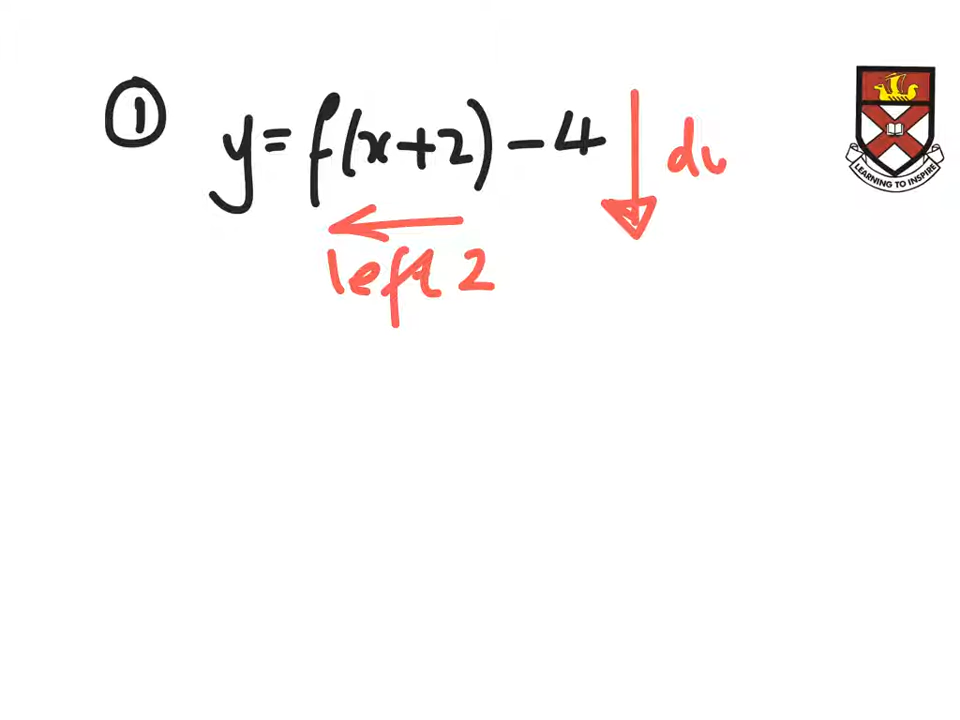 ① y = f(x+2) - 4
left 2
LEARNING TO INSPIRE